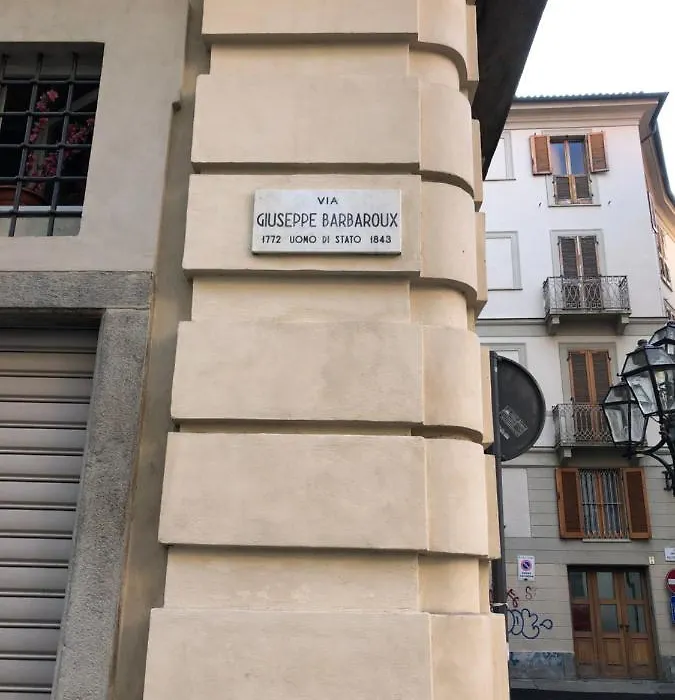 VIA
GIUSEPPE BARBAROUX
1772 UOMO DI STATO 1843